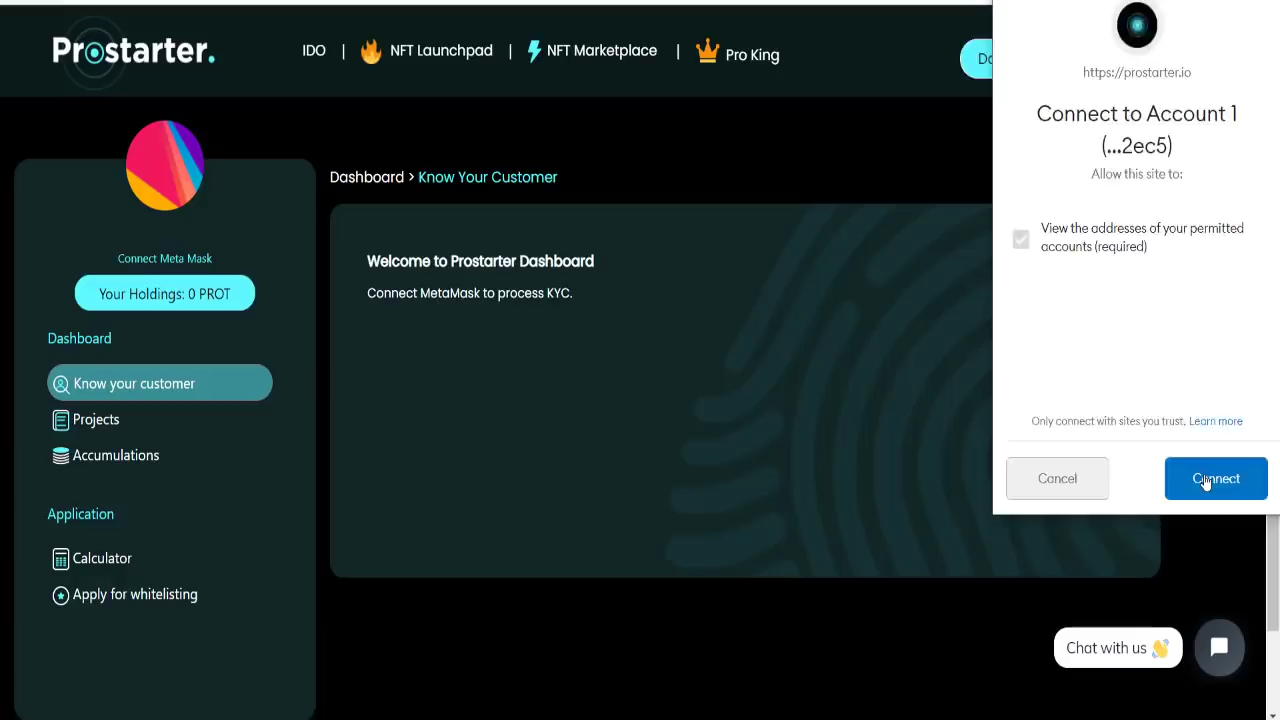 Prostarter.
IDO | NFT Launchpad | NFT Marketplace | Pro King
Connect Meta Mask
Your Holdings: 0 PROT
Dashboard
Know your customer
Projects
Accumulations
Application
Calculator
Apply for whitelisting
Dashboard > Know Your Customer
Welcome to Prostarter Dashboard
Connect MetaMask to process KYC.
https://prostarter.io
Connect to Account 1
(...2ec5)
Allow this site to:
View the addresses of your permitted
accounts (required)
Only connect with sites you trust. Learn more
Cancel
Connect
Chat with us 👋